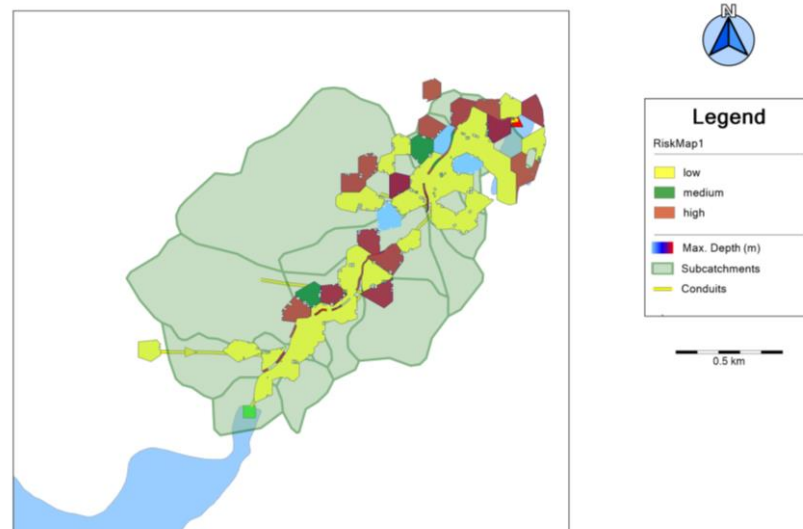 N
Legend
RiskMap1
low
medium
high
Max. Depth (m)
Subcatchments
Conduits
0.5 km